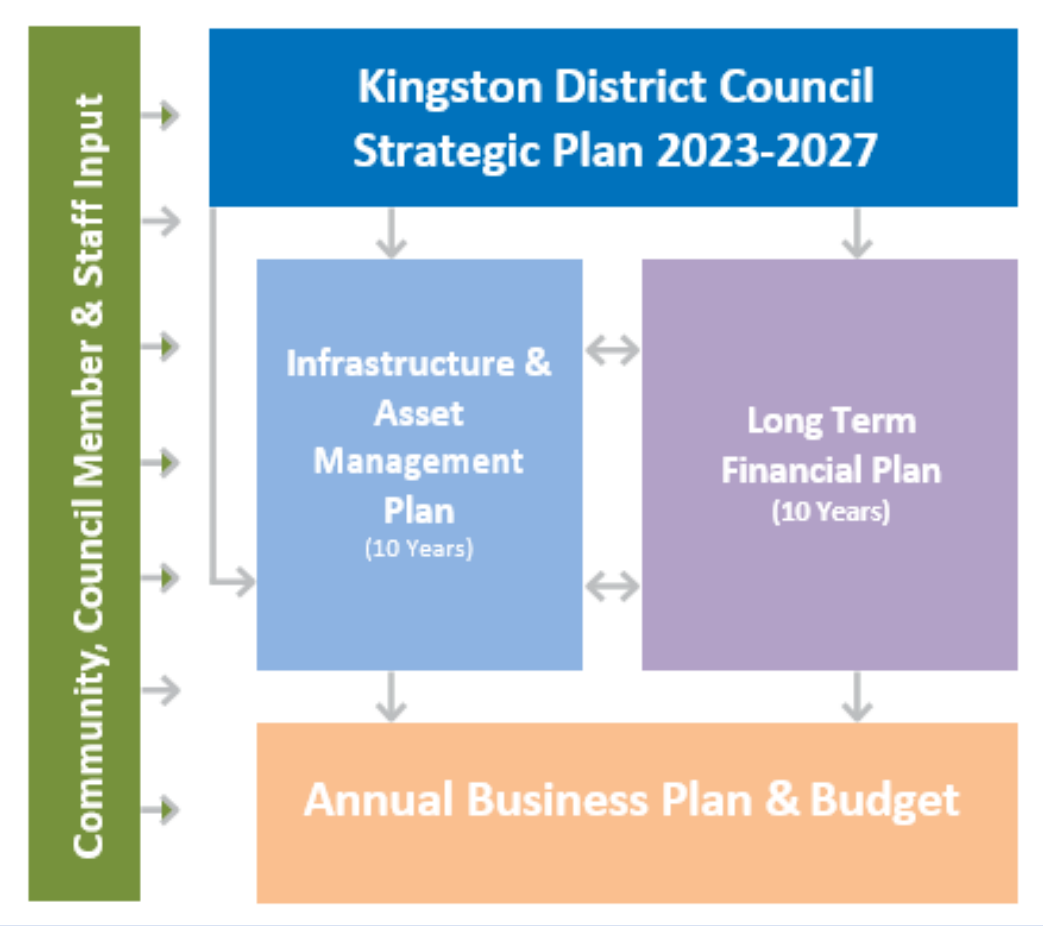 Community, Council Member & Staff Input
Kingston District Council
Strategic Plan 2023-2027
Infrastructure &
Asset
Management
Plan
(10 Years)
Long Term
Financial Plan
(10 Years)
Annual Business Plan & Budget